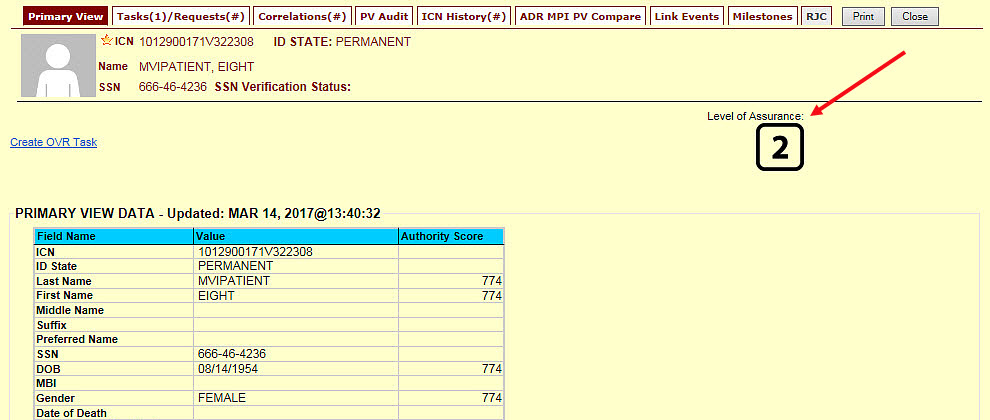 Primary View Tasks(1)/Requests(#) Correlations(#) PV Audit ICN History(#) ADR MPI PV Compare Link Events Milestones RJC Print Close
ICN 1012900171V322308 ID STATE: PERMANENT
Name MVIPATIENT, EIGHT
SSN 666-46-4236 SSN Verification Status:
Level of Assurance:
2
Create OVR Task
PRIMARY VIEW DATA - Updated: MAR 14, 2017@13:40:32
Field Name Value Authority Score
ICN 1012900171V322308
ID State PERMANENT
Last Name MVIPATIENT 774
First Name EIGHT 774
Middle Name
Suffix
Preferred Name
SSN 666-46-4236
DOB 08/14/1954 774
MBI
Gender FEMALE 774
Date of Death